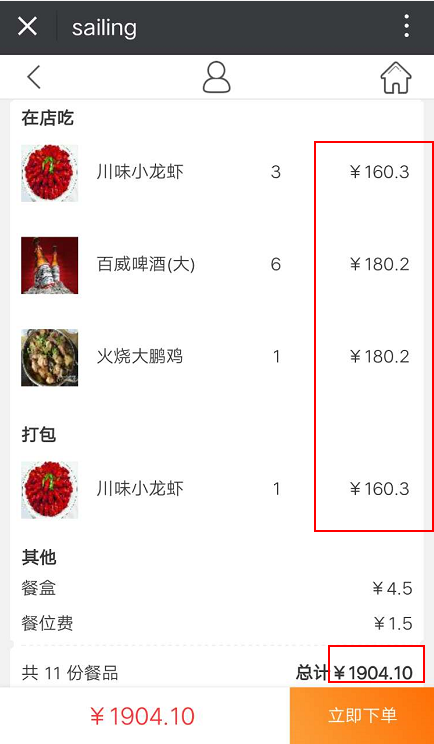 sailing
在店吃
川味小龙虾 3 ￥160.3
百威啤酒(大) 6 ￥180.2
火烧大鹏鸡 1 ￥180.2
打包
川味小龙虾 1 ￥160.3
其他
餐盒 ￥4.5
餐位费 ￥1.5
共 11 份餐品 总计￥1904.10
￥1904.10 立即下单